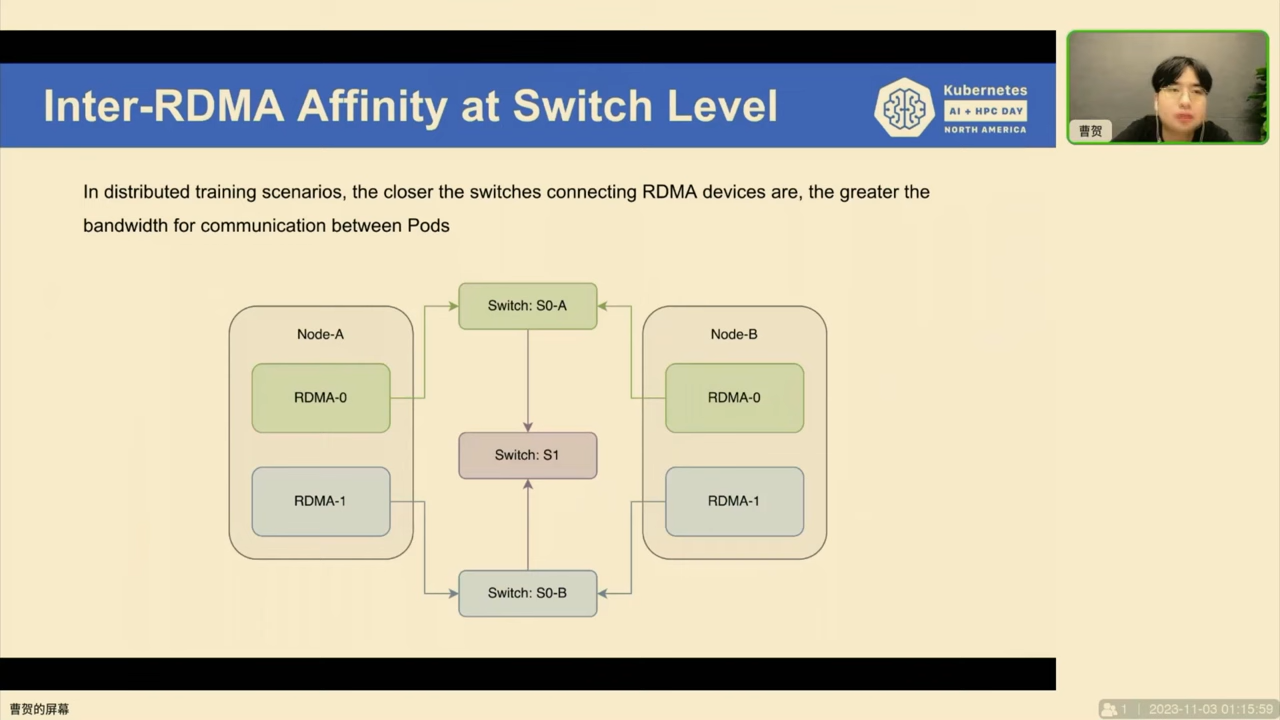 Inter-RDMA Affinity at Switch Level
Kubernetes
AI + HPC DAY
NORTH AMERICA
曹贺
In distributed training scenarios, the closer the switches connecting RDMA devices are, the greater the
bandwidth for communication between Pods
Switch: S0-A
Node-A
Node-B
RDMA-0
RDMA-0
Switch: S1
RDMA-1
RDMA-1
Switch: S0-B
曹贺的屏幕
1
2023-11-03 01:15:59